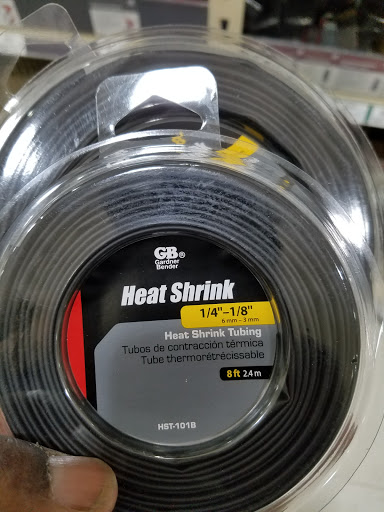 GB®
Gardner
Bender
Heat Shrink
1/4"–1/8"
6 mm – 3 mm
Heat Shrink Tubing
Tubos de contracción térmica
Tube thermorétrécissable
8 ft 2.4 m
HST-101B